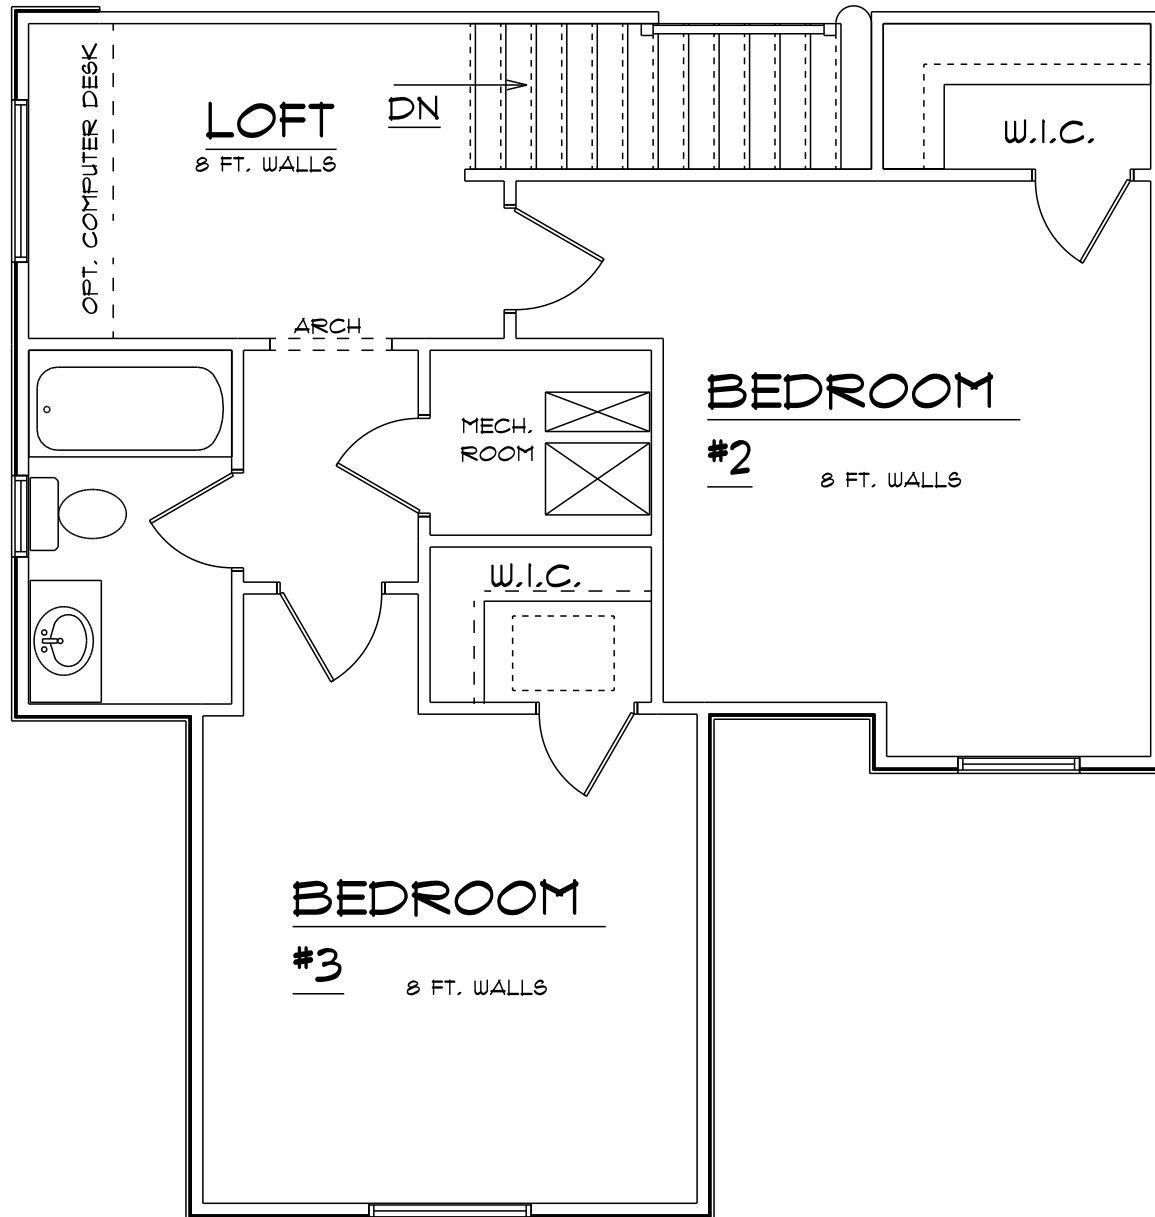 OPT. COMPUTER DESK
LOFT
8 FT. WALLS
DN
W.I.C.
ARCH
MECH.
ROOM
BEDROOM
#2
8 FT. WALLS
W.I.C.
BEDROOM
#3
8 FT. WALLS